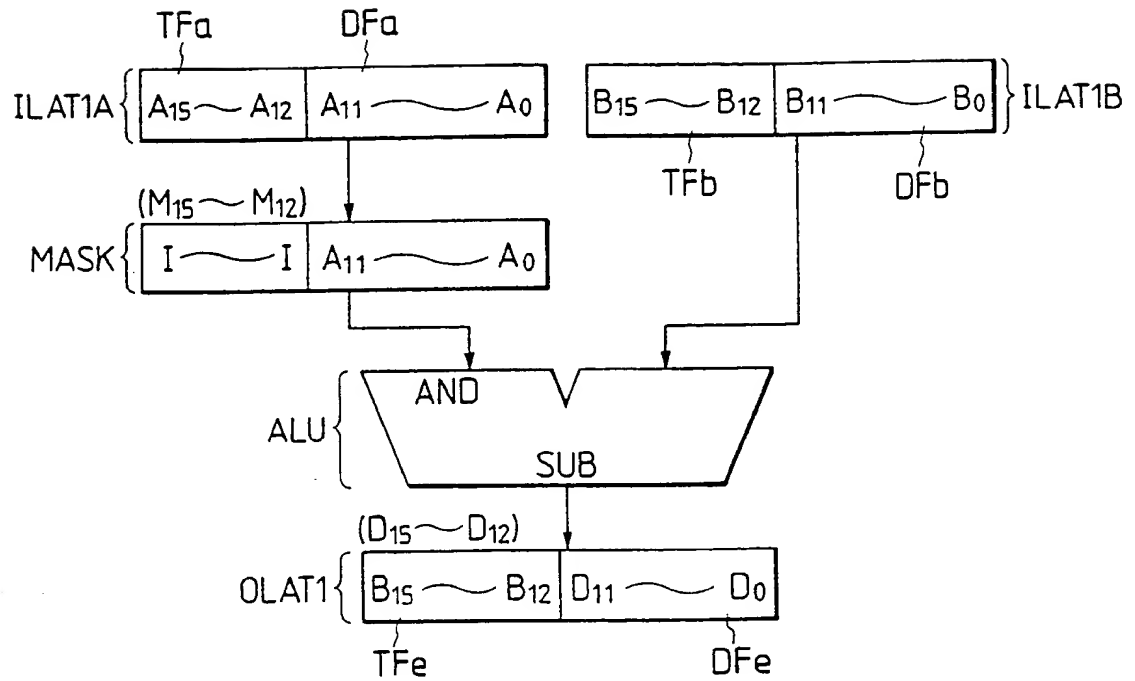 TFa DFa
ILAT1A A15 A12 A11 A0 B15 B12 B11 B0 ILAT1B
TFb DFb
(M15 M12)
MASK I I A11 A0
AND
ALU
SUB
(D15 D12)
OLAT1 B15 B12 D11 D0
TFe DFe